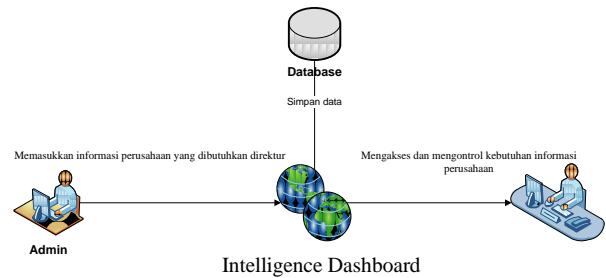 Database
Simpan data
Memasukkan informasi perusahaan yang dibutuhkan direktur
Mengakses dan mengontrol kebutuhan informasi
perusahaan
Admin
Intelligence Dashboard